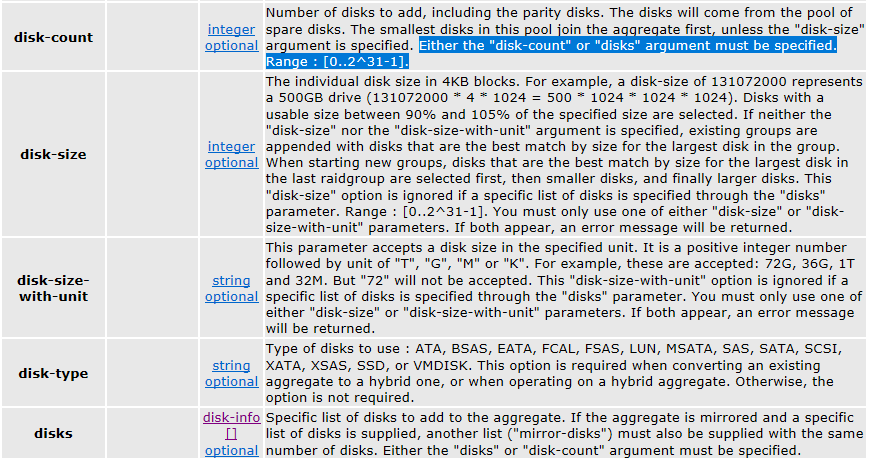 disk-count
integer
optional
Number of disks to add, including the parity disks. The disks will come from the pool of
spare disks. The smallest disks in this pool join the aggregate first, unless the "disk-size"
argument is specified. Either the "disk-count" or "disks" argument must be specified.
Range : [0..2^31-1].
disk-size
integer
optional
The individual disk size in 4KB blocks. For example, a disk-size of 131072000 represents
a 500GB drive (131072000 * 4 * 1024 = 500 * 1024 * 1024 * 1024). Disks with a
usable size between 90% and 105% of the specified size are selected. If neither the
"disk-size" nor the "disk-size-with-unit" argument is specified, existing groups are
appended with disks that are the best match by size for the largest disk in the group.
When starting new groups, disks that are the best match by size for the largest disk in
the last raidgroup are selected first, then smaller disks, and finally larger disks. This
"disk-size" option is ignored if a specific list of disks is specified through the "disks"
parameter. Range : [0..2^31-1]. You must only use one of either "disk-size" or "disk-
size-with-unit" parameters. If both appear, an error message will be returned.
disk-size-
with-unit
string
optional
This parameter accepts a disk size in the specified unit. It is a positive integer number
followed by unit of "T", "G", "M" or "K". For example, these are accepted: 72G, 36G, 1T
and 32M. But "72" will not be accepted. This "disk-size-with-unit" option is ignored if a
specific list of disks is specified through the "disks" parameter. You must only use one of
either "disk-size" or "disk-size-with-unit" parameters. If both appear, an error message
will be returned.
disk-type
string
optional
Type of disks to use : ATA, BSAS, EATA, FCAL, FSAS, LUN, MSATA, SAS, SATA, SCSI,
XATA, XSAS, SSD, or VMDISK. This option is required when converting an existing
aggregate to a hybrid one, or when operating on a hybrid aggregate. Otherwise, the
option is not required.
disks
disk-info
[]
optional
Specific list of disks to add to the aggregate. If the aggregate is mirrored and a specific
list of disks is supplied, another list ("mirror-disks") must also be supplied with the same
number of disks. Either the "disks" or "disk-count" argument must be specified.